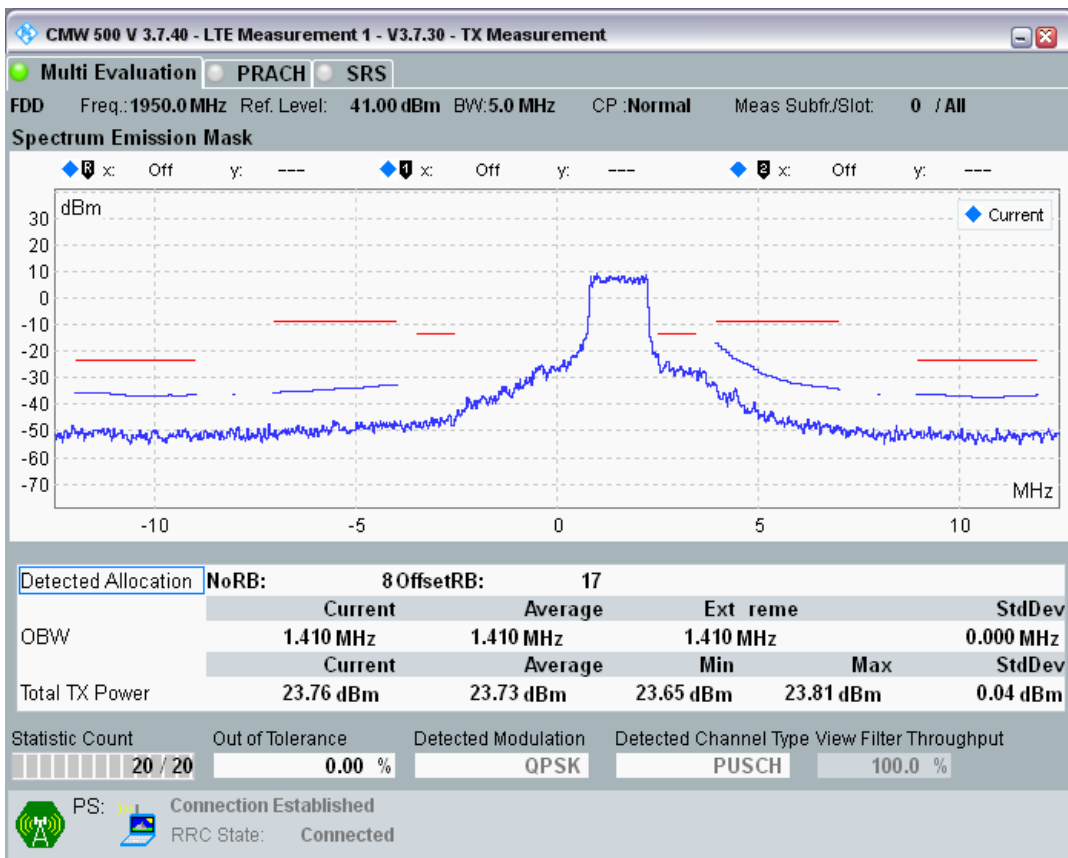 CMW 500 V 3.7.40 - LTE Measurement 1 - V3.7.30 - TX Measurement
Multi Evaluation PRACH SRS
FDD Freq.: 1950.0 MHz Ref. Level: 41.00 dBm BW: 5.0 MHz CP : Normal Meas Subfr./Slot: 0 / All
Spectrum Emission Mask
R x: Off y: --- 1 x: Off y: --- 2 x: Off y: ---
dBm
Current
30
20
10
0
-10
-20
-30
-40
-50
-60
-70
MHz
-10 -5 0 5 10
Detected Allocation NoRB: 8 OffsetRB: 17
Current Average Ext reme StdDev
OBW 1.410 MHz 1.410 MHz 1.410 MHz 0.000 MHz
Current Average Min Max StdDev
Total TX Power 23.76 dBm 23.73 dBm 23.65 dBm 23.81 dBm 0.04 dBm
Statistic Count Out of Tolerance Detected Modulation Detected Channel Type View Filter Throughput
20 / 20 0.00 % QPSK PUSCH 100.0 %
PS: Connection Established
RRC State: Connected